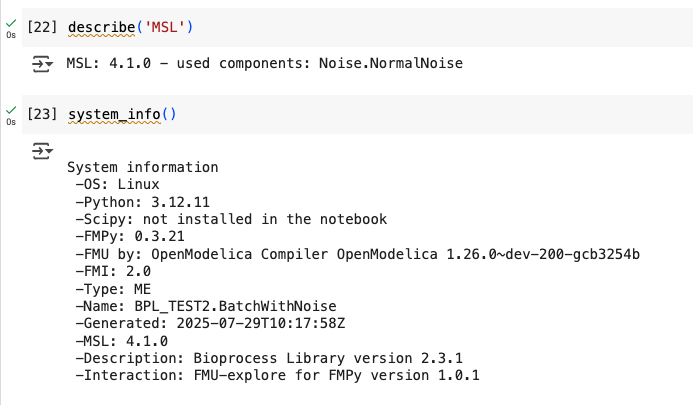 [22] describe('MSL')
0s
MSL: 4.1.0 - used components: Noise.NormalNoise
[23] system_info()
0s
System information
-OS: Linux
-Python: 3.12.11
-Scipy: not installed in the notebook
-FMPy: 0.3.21
-FMU by: OpenModelica Compiler OpenModelica 1.26.0~dev-200-gcb3254b
-FMI: 2.0
-Type: ME
-Name: BPL_TEST2.BatchWithNoise
-Generated: 2025-07-29T10:17:58Z
-MSL: 4.1.0
-Description: Bioprocess Library version 2.3.1
-Interaction: FMU-explore for FMPy version 1.0.1